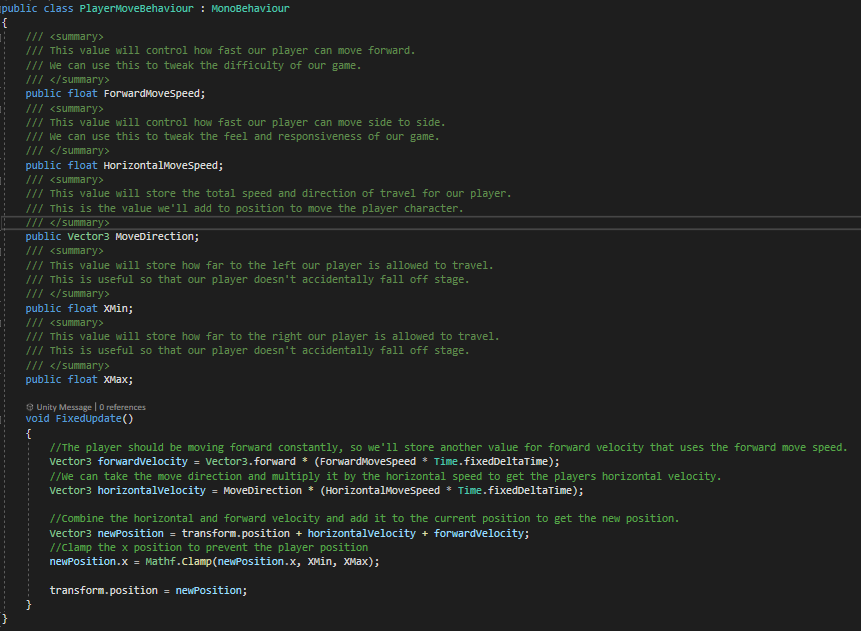 public class PlayerMoveBehaviour : MonoBehaviour
{
/// <summary>
/// This value will control how fast our player can move forward.
/// We can use this to tweak the difficulty of our game.
/// </summary>
public float ForwardMoveSpeed;
/// <summary>
/// This value will control how fast our player can move side to side.
/// We can use this to tweak the feel and responsiveness of our game.
/// </summary>
public float HorizontalMoveSpeed;
/// <summary>
/// This value will store the total speed and direction of travel for our player.
/// This is the value we'll add to position to move the player character.
/// </summary>
public Vector3 MoveDirection;
/// <summary>
/// This value will store how far to the left our player is allowed to travel.
/// This is useful so that our player doesn't accidentally fall off stage.
/// </summary>
public float XMin;
/// <summary>
/// This value will store how far to the right our player is allowed to travel.
/// This is useful so that our player doesn't accidentally fall off stage.
/// </summary>
public float XMax;
Unity Message | 0 references
void FixedUpdate()
{
//The player should be moving forward constantly, so we'll store another value for forward velocity that uses the forward move speed.
Vector3 forwardVelocity = Vector3.forward * (ForwardMoveSpeed * Time.fixedDeltaTime);
//We can take the move direction and multiply it by the horizontal speed to get the players horizontal velocity.
Vector3 horizontalVelocity = MoveDirection * (HorizontalMoveSpeed * Time.fixedDeltaTime);
//Combine the horizontal and forward velocity and add it to the current position to get the new position.
Vector3 newPosition = transform.position + horizontalVelocity + forwardVelocity;
//Clamp the x position to prevent the player position
newPosition.x = Mathf.Clamp(newPosition.x, XMin, XMax);
transform.position = newPosition;
}
}